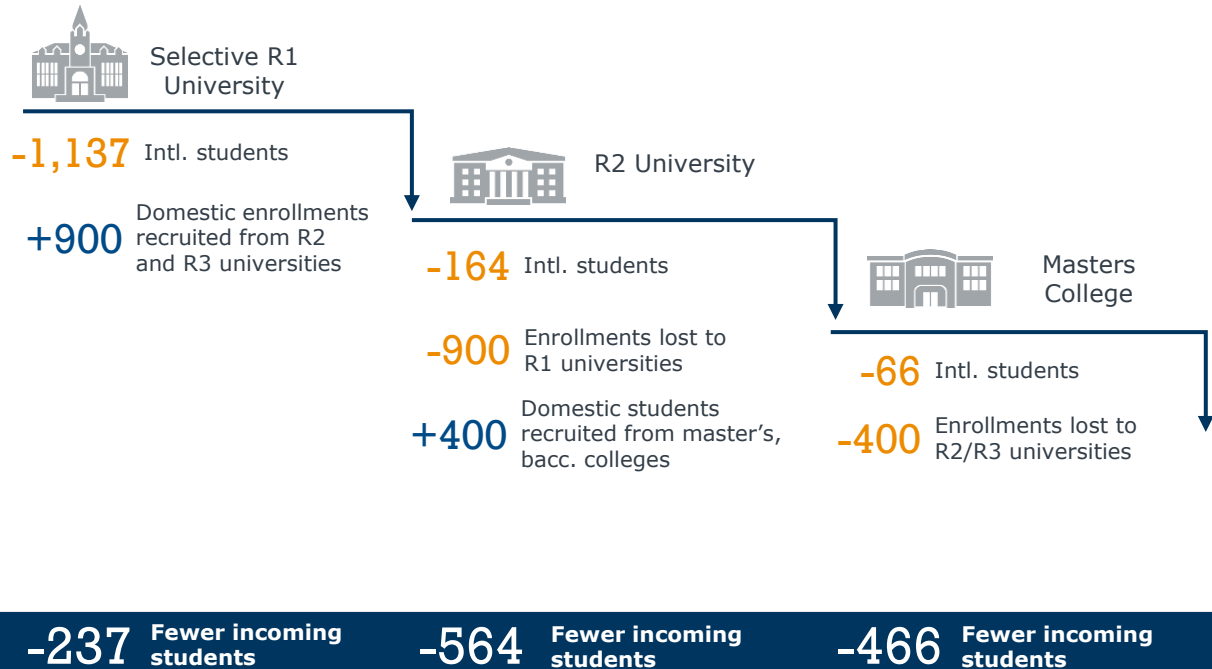 Selective R1
University
-1,137 Intl. students
+900 Domestic enrollments
recruited from R2
and R3 universities
R2 University
-164 Intl. students
-900 Enrollments lost to
R1 universities
+400 Domestic students
recruited from master’s,
bacc. colleges
Masters
College
-66 Intl. students
-400 Enrollments lost to
R2/R3 universities
-237 Fewer incoming
students
-564 Fewer incoming
students
-466 Fewer incoming
students